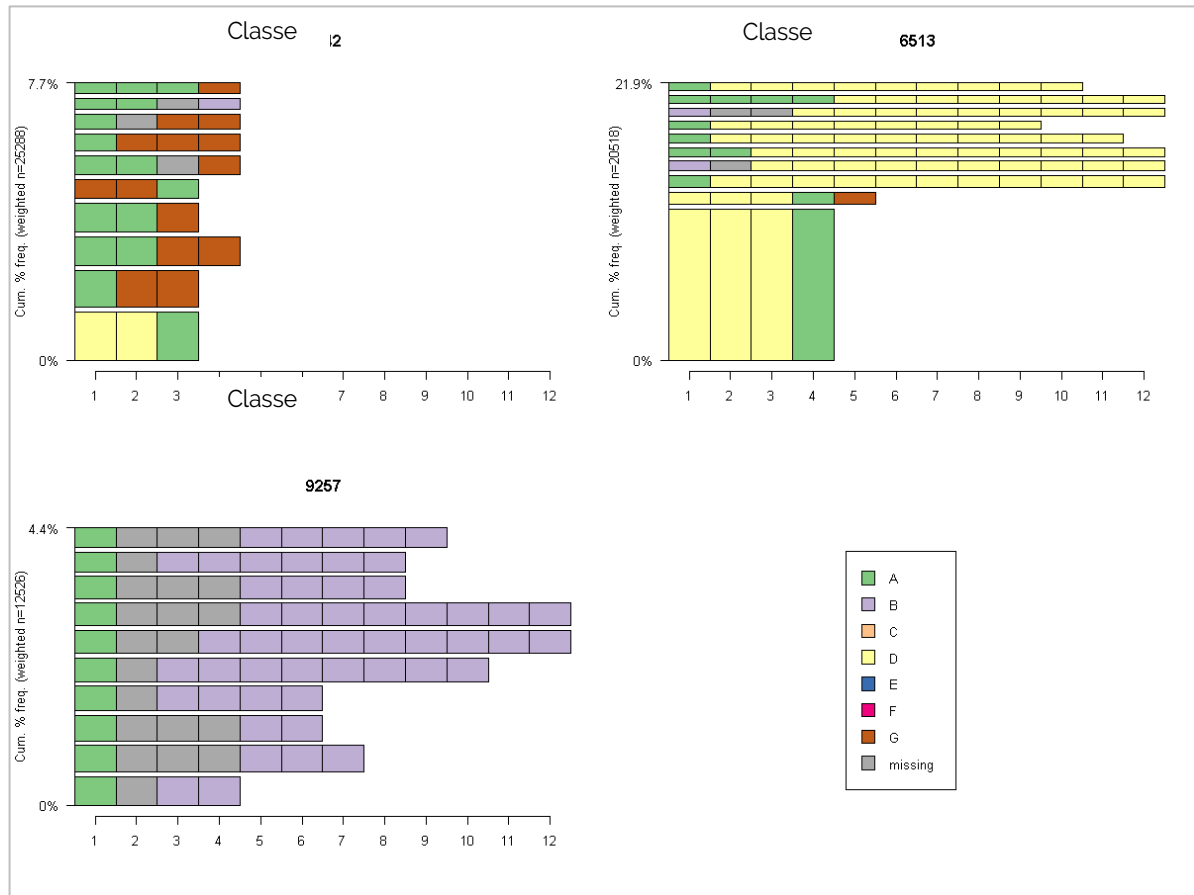 Classe
Classe
6513
7.7%
21.9%
Cum. % freq. (weighted n=25288)
Cum. % freq. (weighted n=20518)
0%
0%
1 2 3 7 8 9 10 11 12
1 2 3 4 5 6 7 8 9 10 11 12
Classe
9257
4.4%
Cum. % freq. (weighted n=12526)
0%
1 2 3 4 5 6 7 8 9 10 11 12
A
B
C
D
E
F
G
missing